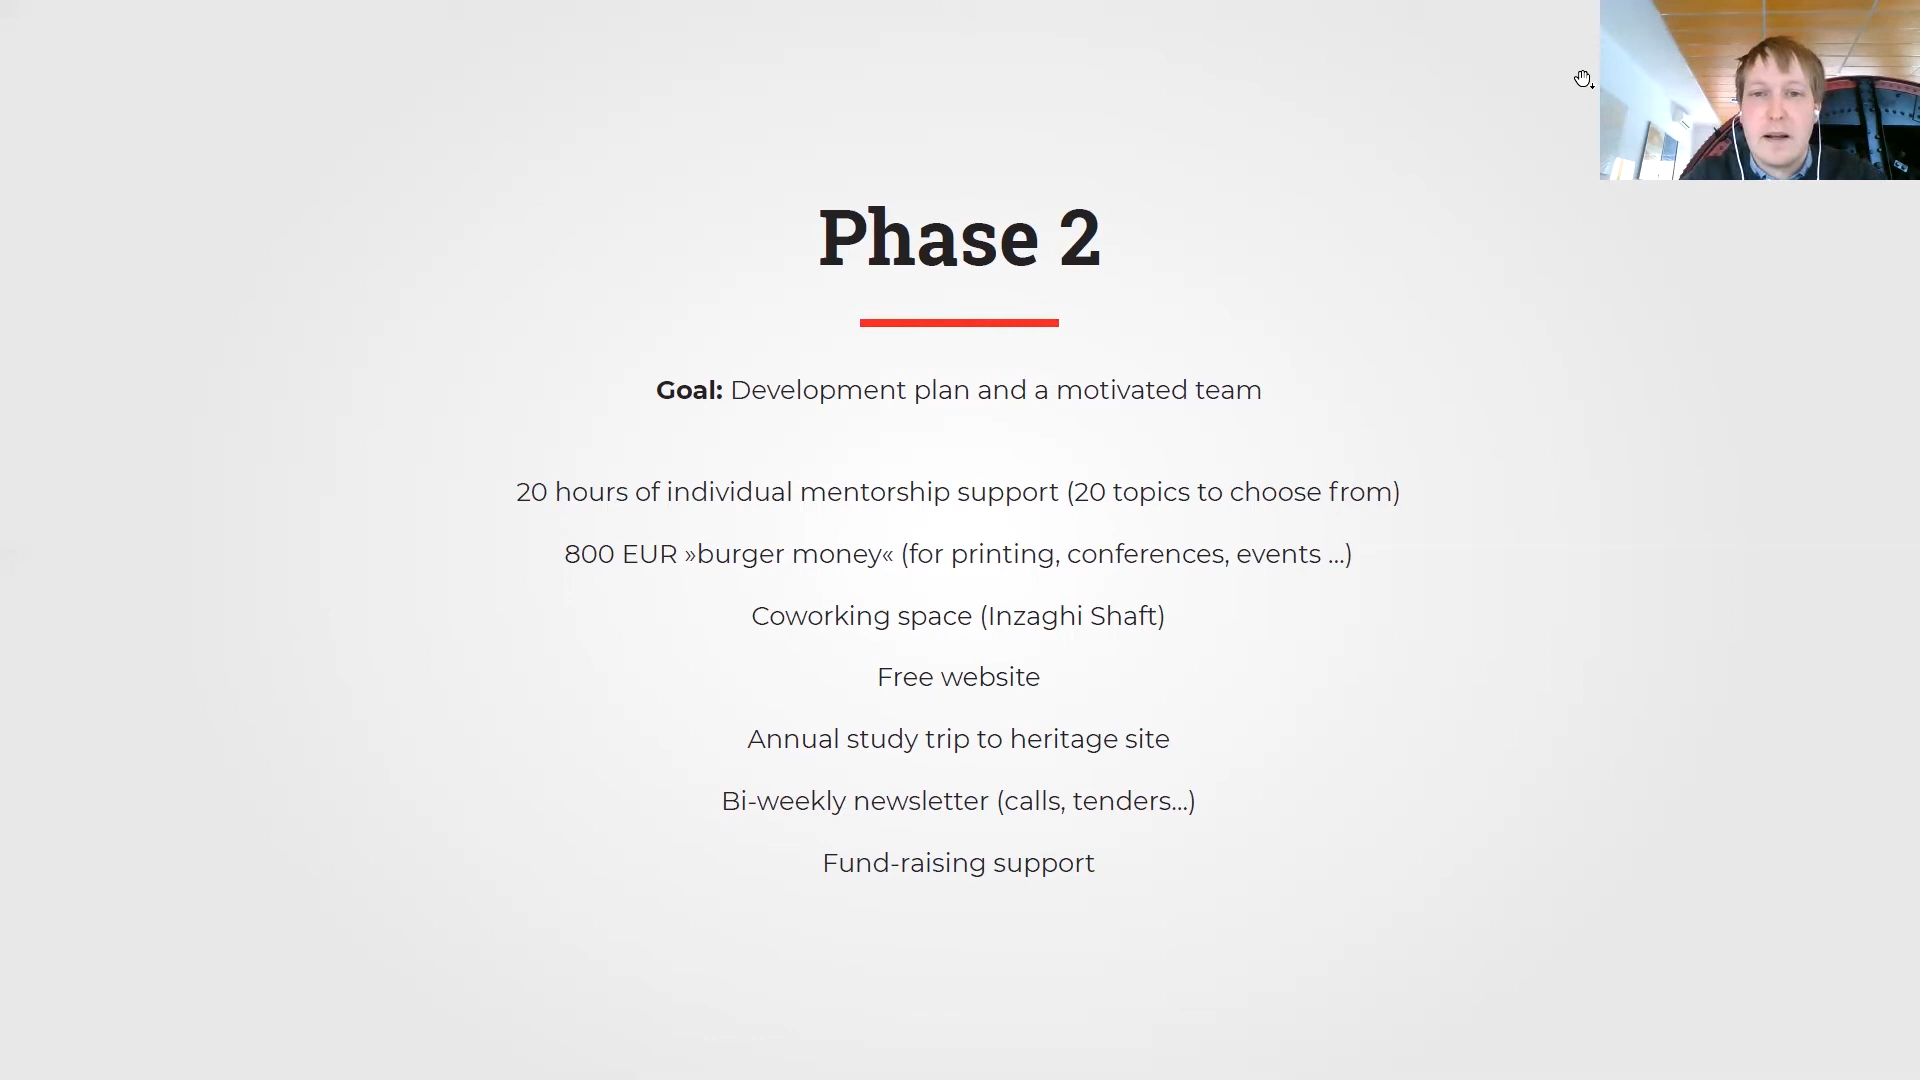 Phase 2
Goal: Development plan and a motivated team
20 hours of individual mentorship support (20 topics to choose from)
800 EUR »burger money« (for printing, conferences, events ...)
Coworking space (Inzaghi Shaft)
Free website
Annual study trip to heritage site
Bi-weekly newsletter (calls, tenders...)
Fund-raising support